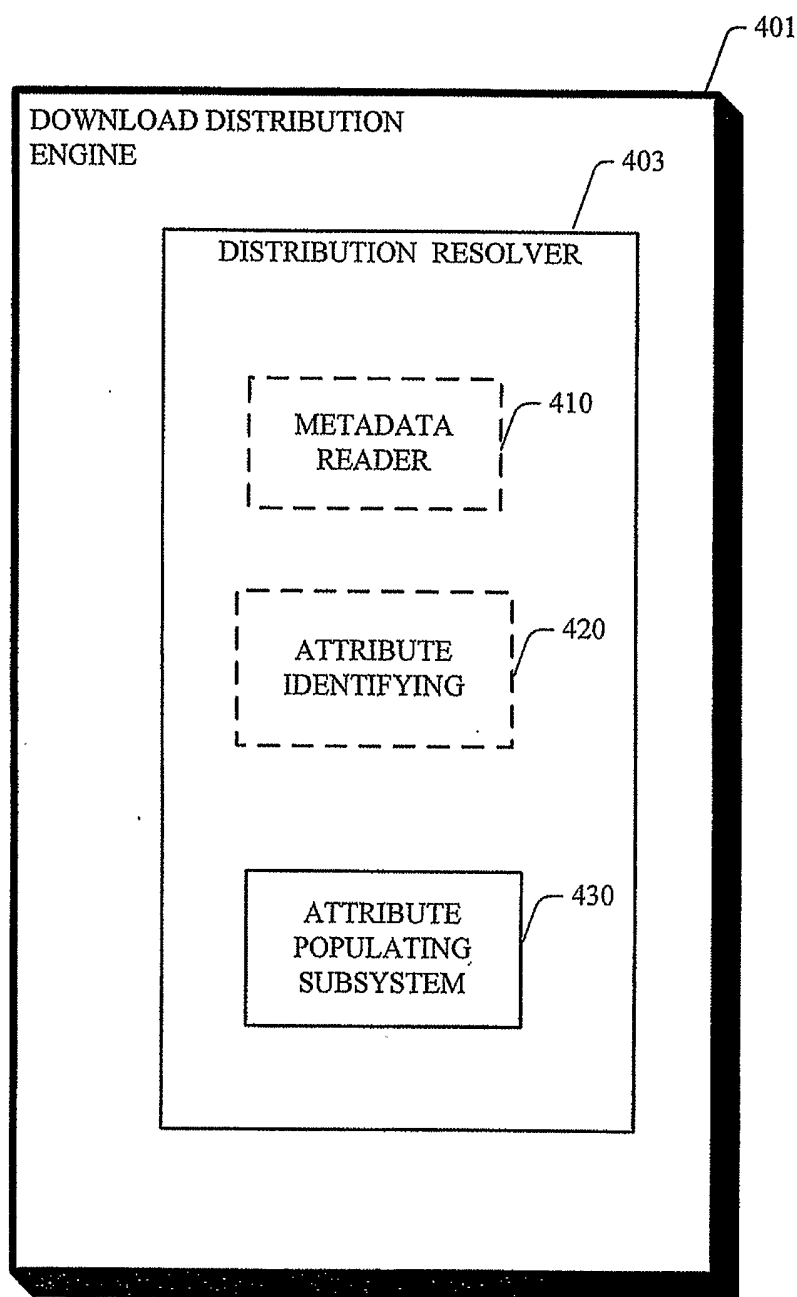 401
DOWNLOAD DISTRIBUTION
ENGINE
403
DISTRIBUTION RESOLVER
METADATA
READER
410
ATTRIBUTE
IDENTIFYING
420
ATTRIBUTE
POPULATING
SUBSYSTEM
430